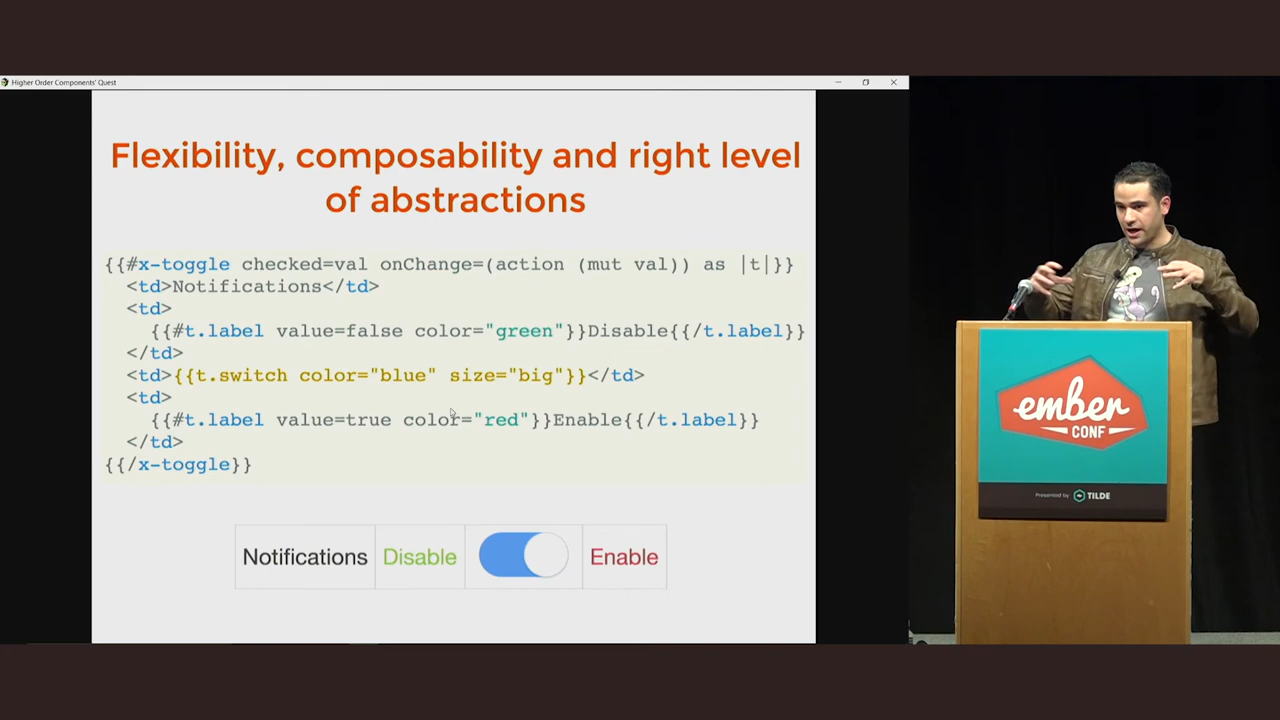 Higher Order Components' Quest
Flexibility, composability and right level
of abstractions
{{#x-toggle checked=val onChange=(action (mut val)) as |t|}}
<td>Notifications</td>
<td>
{{#t.label value=false color="green"}}Disable{{/t.label}}
</td>
<td>{{t.switch color="blue" size="big"}}</td>
<td>
{{#t.label value=true color="red"}}Enable{{/t.label}}
</td>
{{/x-toggle}}
Notifications Disable Enable
ember
CONF
Presented by TILDE